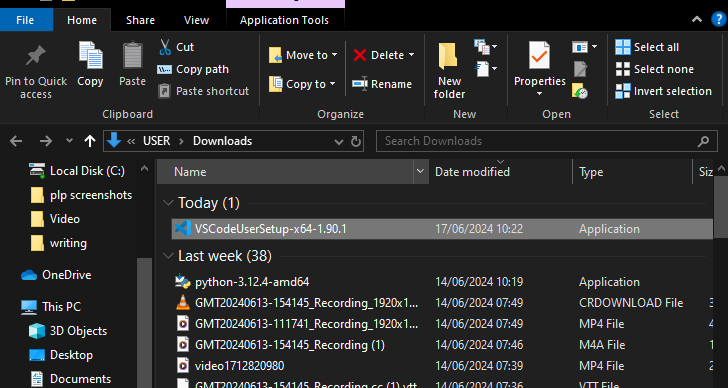 File Home Share View Application Tools
Pin to Quick access
Copy
Paste
Cut
Copy path
Paste shortcut
Clipboard
Move to
Copy to
Delete
Rename
Organize
New folder
New
Properties
Open
Select all
Select none
Invert selection
Select
« USER › Downloads
Search Downloads
Local Disk (C:)
plp screenshots
Video
writing
OneDrive
This PC
3D Objects
Desktop
Documents
Name Date modified Type
Today (1)
VSCodeUserSetup-x64-1.90.1 17/06/2024 10:22 Application
Last week (38)
python-3.12.4-amd64 14/06/2024 10:19 Application
GMT20240613-154145_Recording_1920x1... 14/06/2024 07:49 CRDOWNLOAD File
GMT20240613-111741_Recording_1920x1... 14/06/2024 07:49 MP4 File
GMT20240613-154145_Recording (1) 14/06/2024 07:46 M4A File
video1712820980 14/06/2024 07:39 MP4 File
GMT20240613-154145_Recording.cc (1).vtt 14/06/2024 07:36 VTT File